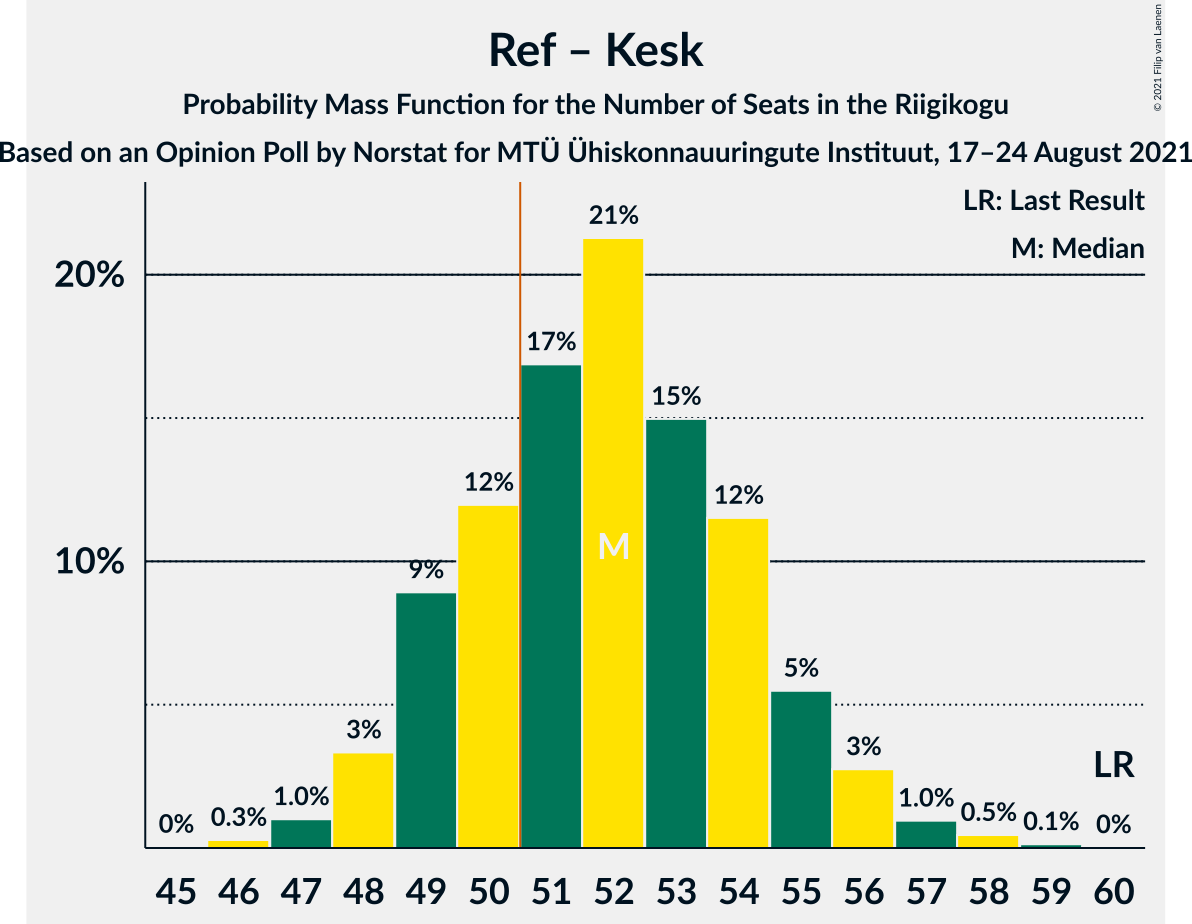 Ref – Kesk
Probability Mass Function for the Number of Seats in the Riigikogu
Based on an Opinion Poll by Norstat for MTÜ Ühiskonnauuringute Instituut, 17–24 August 2021
© 2021 Filip van Laenen
LR: Last Result
M: Median
20%
10%
0%
0.3%
1.0%
3%
9%
12%
17%
21%
15%
12%
5%
3%
1.0%
0.5%
0.1%
0%
M
LR
45 46 47 48 49 50 51 52 53 54 55 56 57 58 59 60